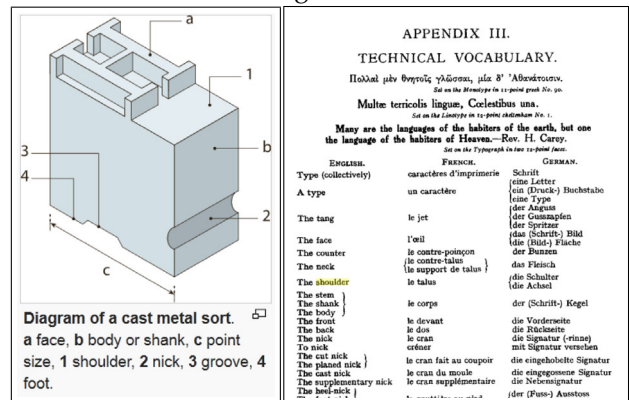 a
1
b
3
4
2
c
Diagram of a cast metal sort.
a face, b body or shank, c point
size, 1 shoulder, 2 nick, 3 groove, 4
foot.
APPENDIX III.
TECHNICAL VOCABULARY.
Πολλαὶ μὲν θνητοῖς γλῶσσαι, μία δ' Ἀθανάτοισιν.
Set on the Monotype in 11-point greek No. 90.
Multæ terricolis linguæ, Cœlestibus una.
Set on the Linotype in 12-point cheltenham No. 1.
Many are the languages of the habiters of the earth, but one
the language of the habiters of Heaven.—Rev. H. Carey.
Set on the Typograph in two 12-point faces.
ENGLISH. FRENCH. GERMAN.
Type (collectively) caractères d'imprimerie Schrift
A type un caractère {eine Letter
{ein (Druck-) Buchstabe
{eine Type
The tang le jet {der Anguss
{der Gusszapfen
{der Spritzer
The face l'œil {das (Schrift-) Bild
{die (Bild-) Fläche
The counter le contre-poinçon der Bunzen
The neck {le contre-talus } das Fleisch
{le support de talus }
The shoulder le talus {die Schulter
{die Achsel
The stem }
The shank } le corps der (Schrift-) Kegel
The body }
The front le devant die Vorderseite
The back le dos die Rückseite
The nick le cran die Signatur (-rinne)
To nick créner mit Signatur versehen
The cut nick } le cran fait au coupoir die eingehobelte Signatur
The planed nick }
The cast nick le cran du moule die eingegossene Signatur
The supplementary nick le cran supplémentaire die Nebensignatur
The heel-nick } {der (Fuss-) Ausstoss